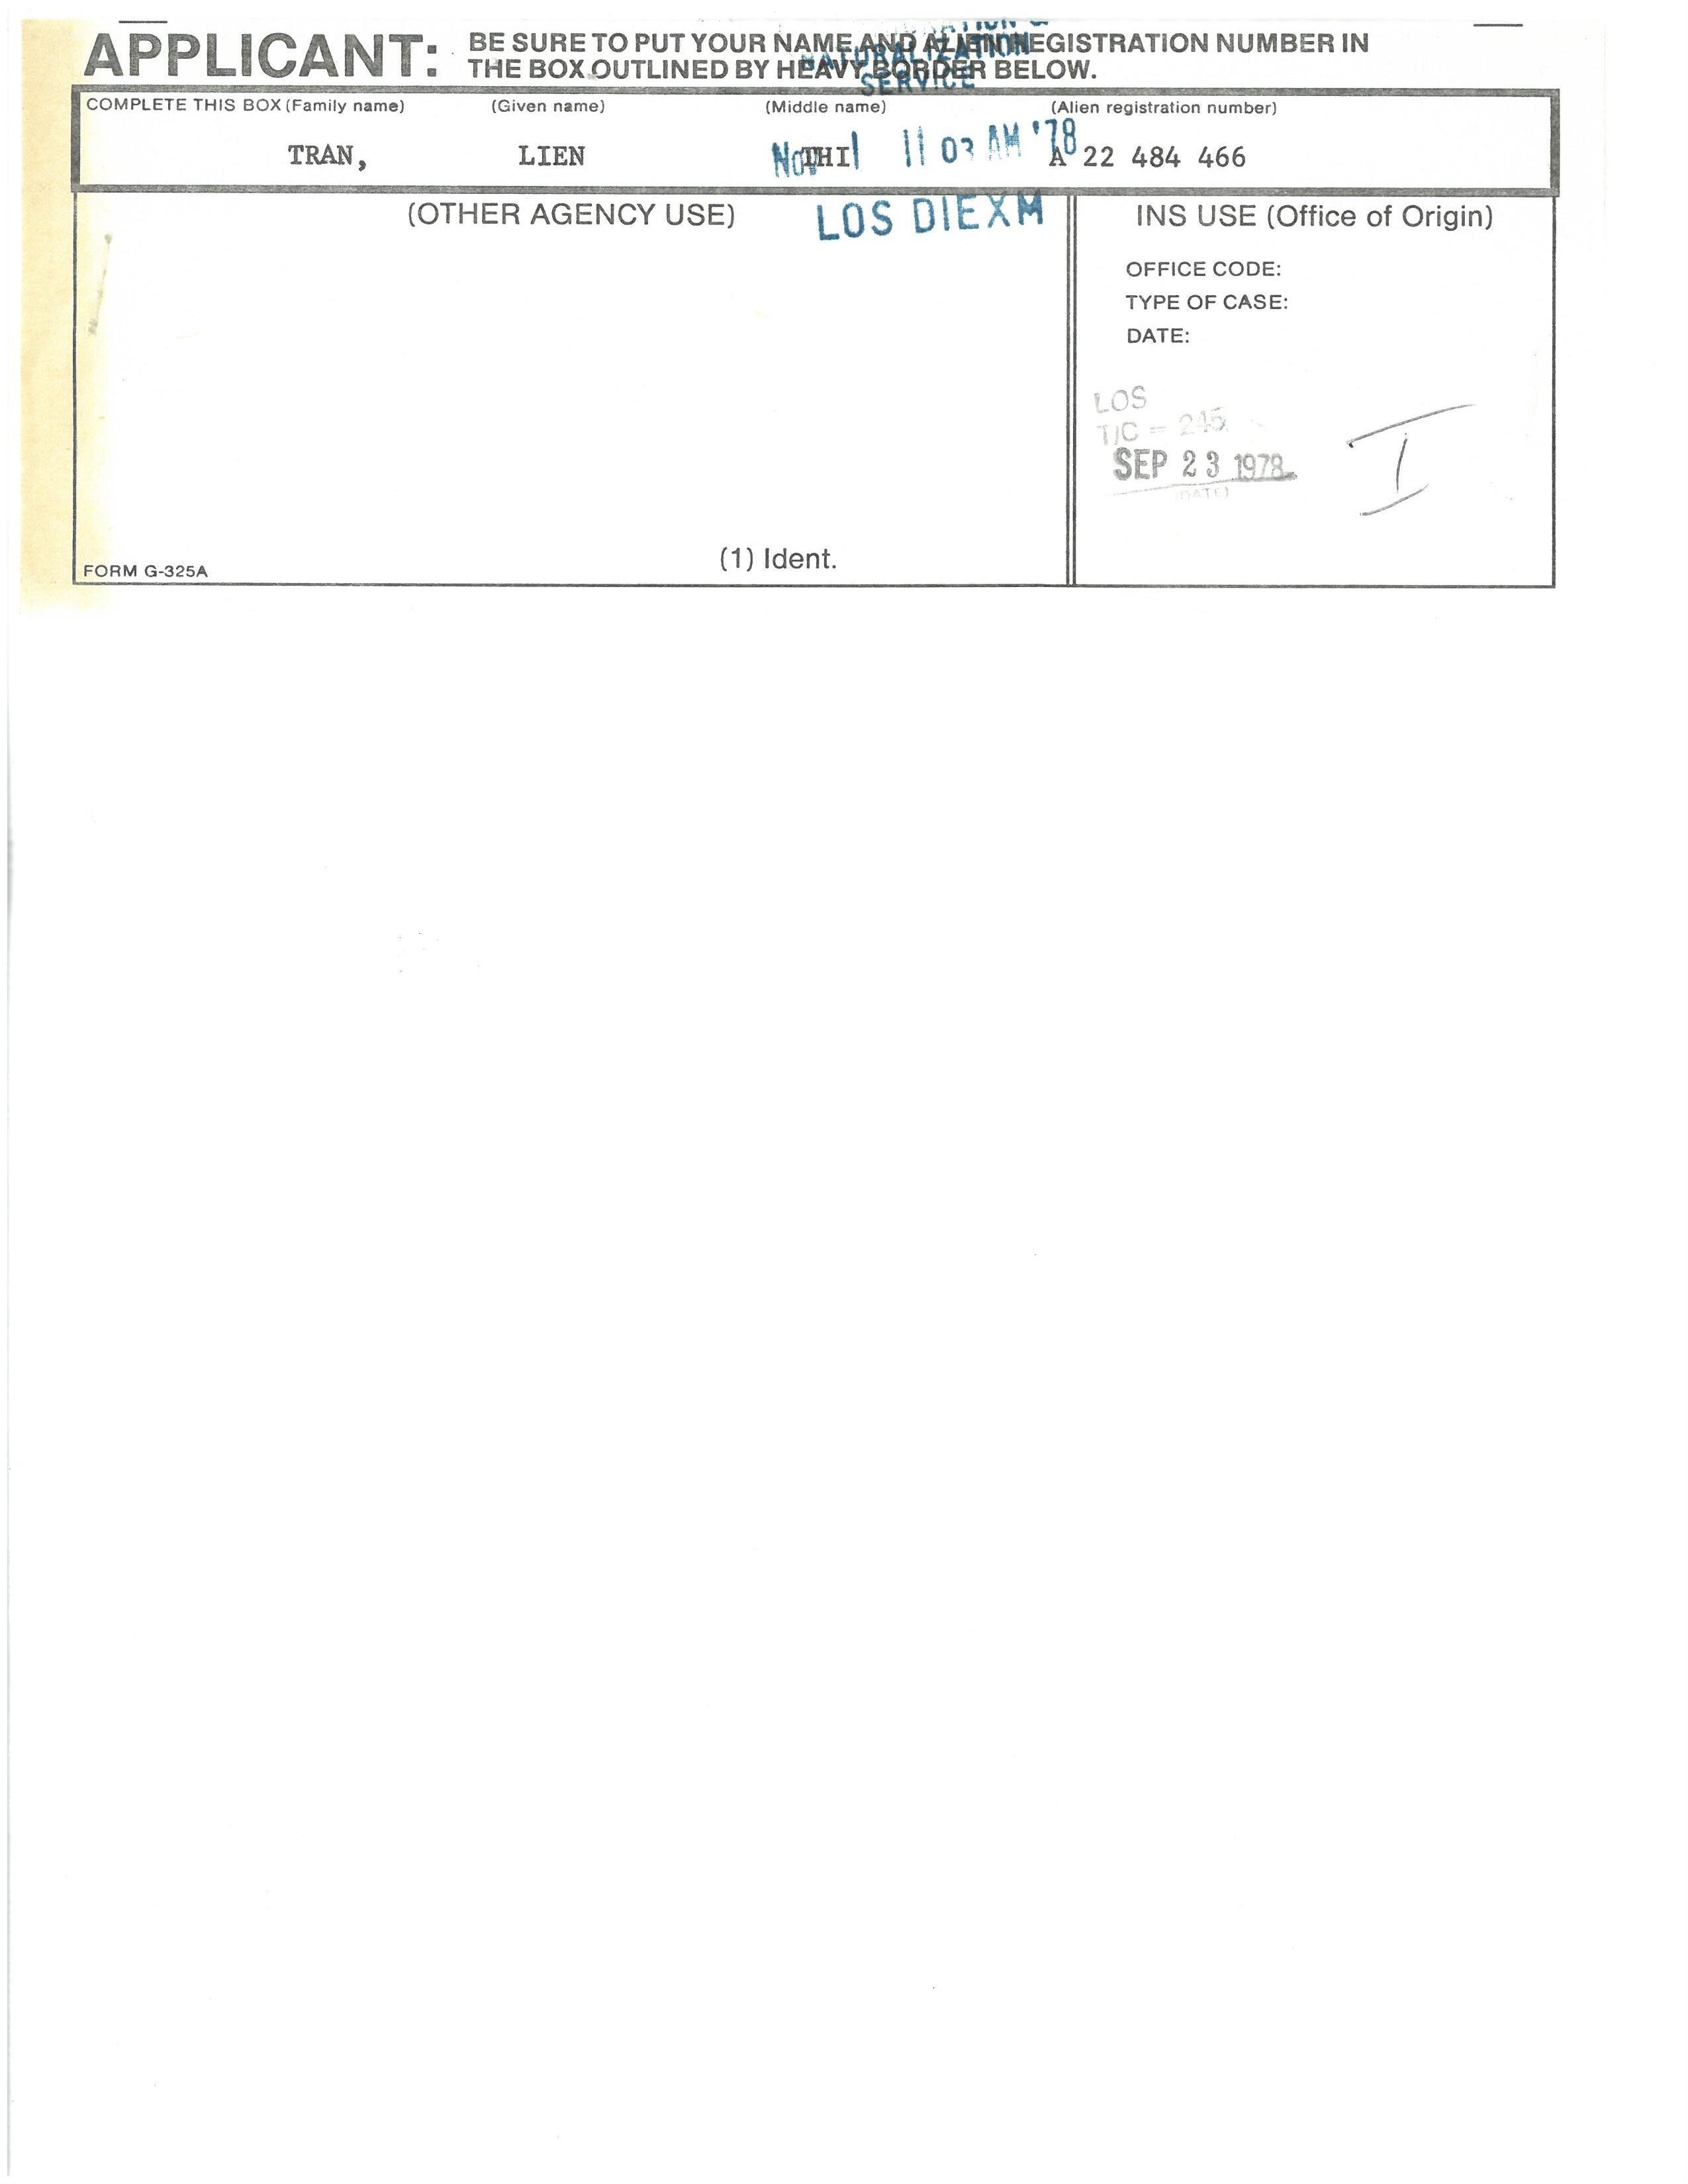 APPLICANT: BE SURE TO PUT YOUR NAME AND ALIEN REGISTRATION NUMBER IN
THE BOX OUTLINED BY HEAVY BORDER BELOW.
NATURALIZATION
SERVICE
COMPLETE THIS BOX (Family name) (Given name) (Middle name) (Alien registration number)
TRAN, LIEN THI A 22 484 466
NOV 1 11 03 AM '78
LOS DIEXM
(OTHER AGENCY USE)
INS USE (Office of Origin)
OFFICE CODE:
TYPE OF CASE:
DATE:
LOS
T/C = 245
SEP 23 1978
(DATE)
I
(1) Ident.
FORM G-325A